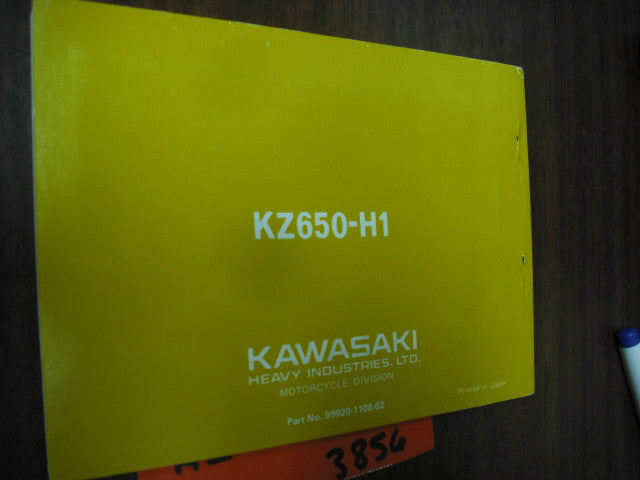 KZ650-H1
KAWASAKI
HEAVY INDUSTRIES, LTD.
MOTORCYCLE DIVISION
Part No. 99920-1108-02
Printed in Japan
3856